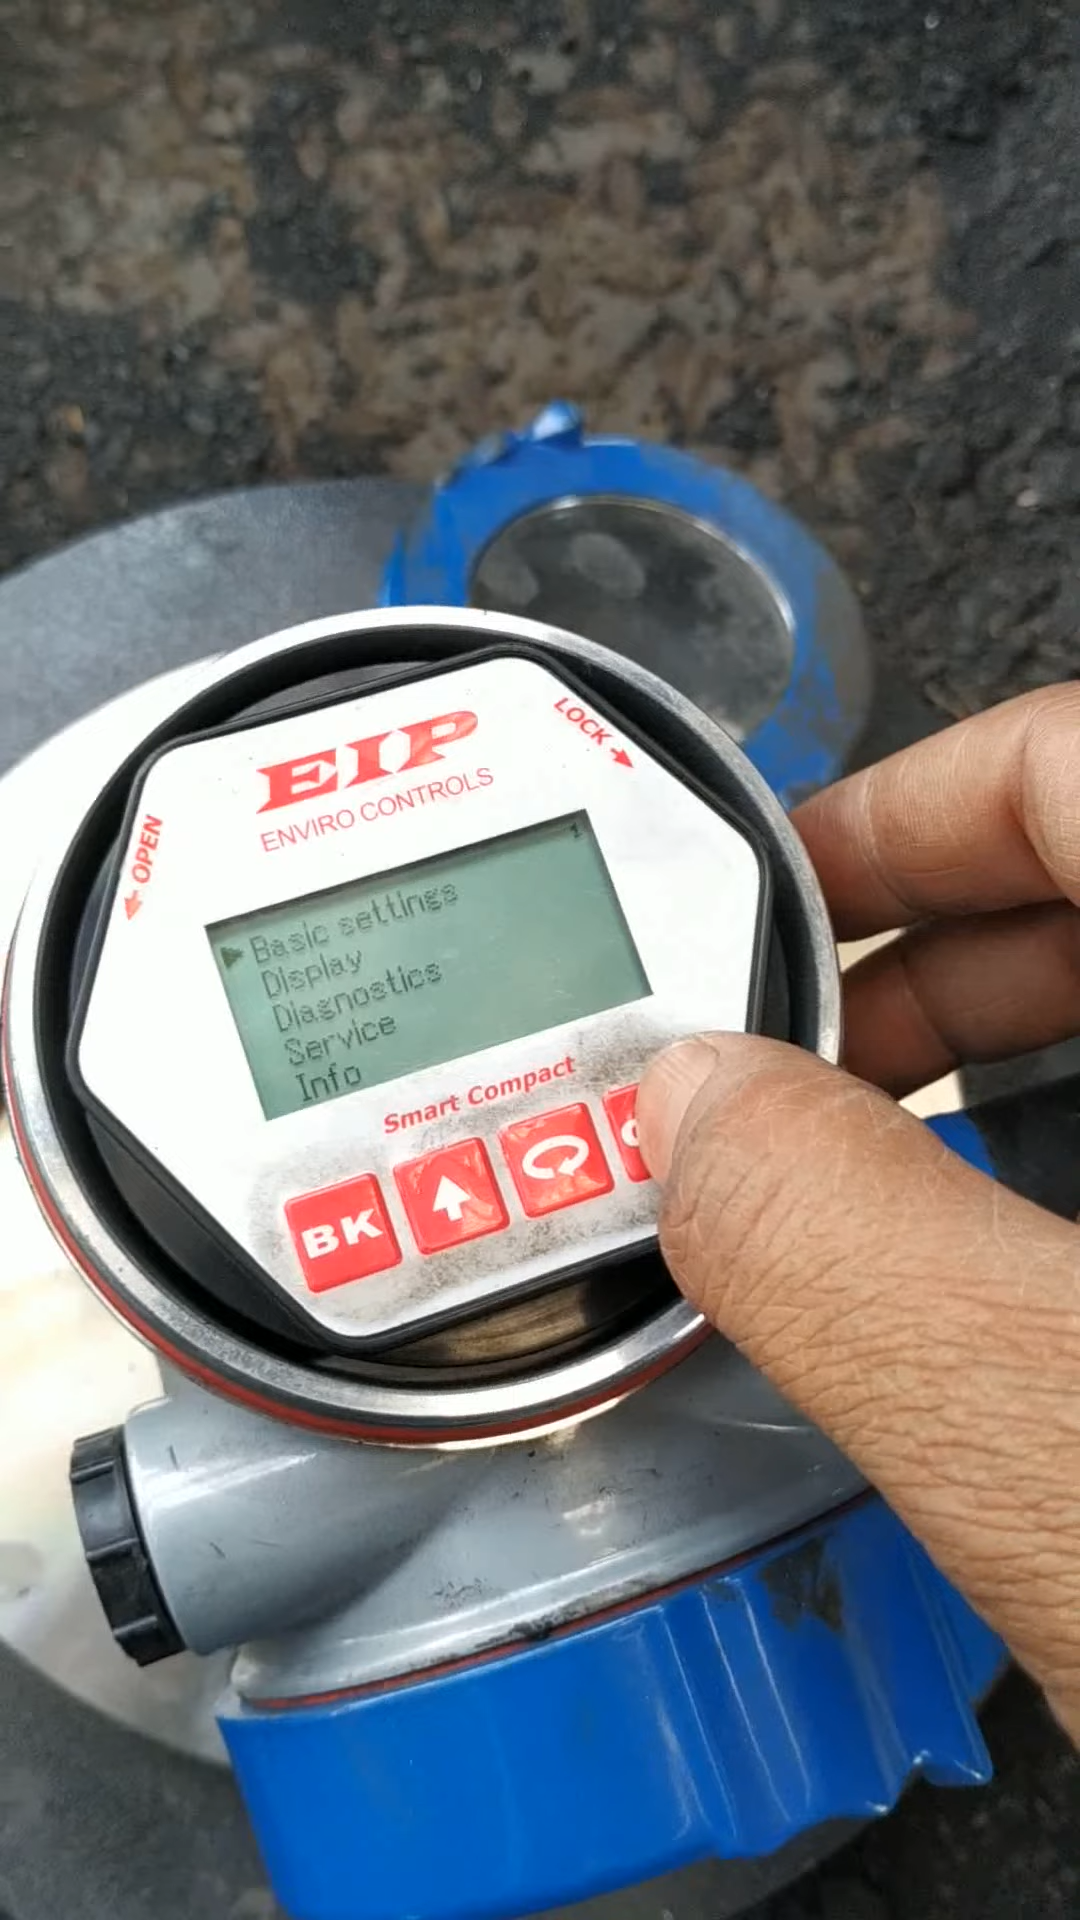 EIP
ENVIRO CONTROLS
LOCK
OPEN
1
Basic settings
Display
Diagnostics
Service
Info
Smart Compact
BK